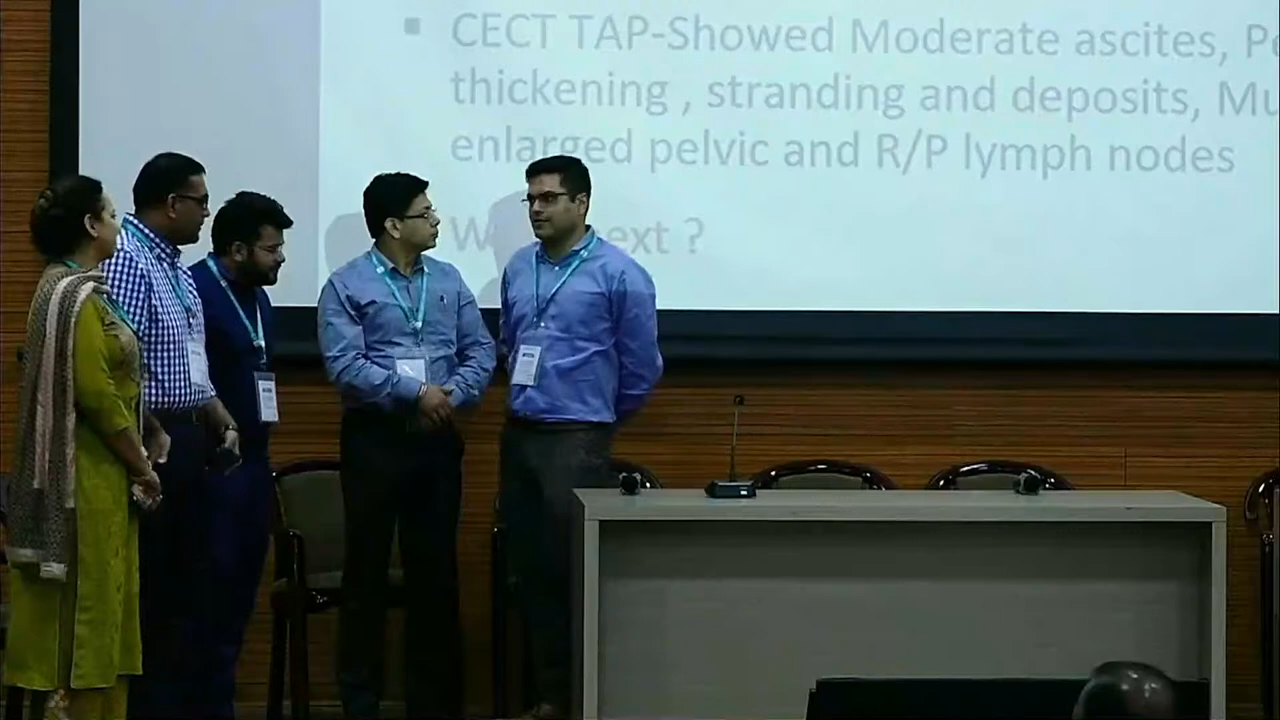 CECT TAP-Showed Moderate ascites,
thickening , stranding and deposits,
enlarged pelvic and R/P lymph nodes
ext ?